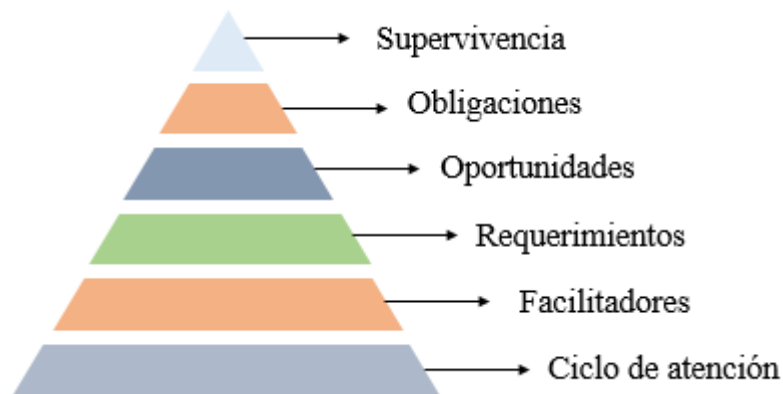 Supervivencia
Obligaciones
Oportunidades
Requerimientos
Facilitadores
Ciclo de atención